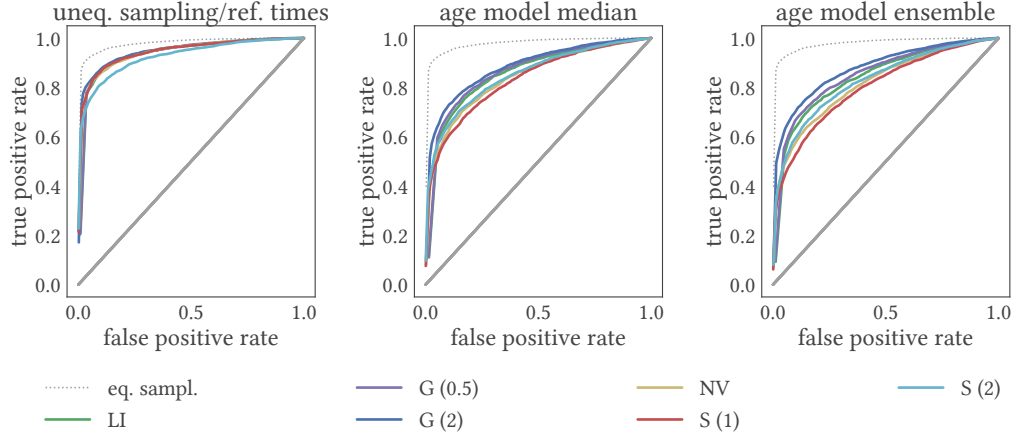 uneq. sampling/ref. times
age model median
age model ensemble
true positive rate
1.0
0.8
0.6
0.4
0.2
0.0
0.0 0.5 1.0
false positive rate
true positive rate
1.0
0.8
0.6
0.4
0.2
0.0
0.0 0.5 1.0
false positive rate
true positive rate
1.0
0.8
0.6
0.4
0.2
0.0
0.0 0.5 1.0
false positive rate
eq. sampl. G (0.5) NV S (2)
LI G (2) S (1)